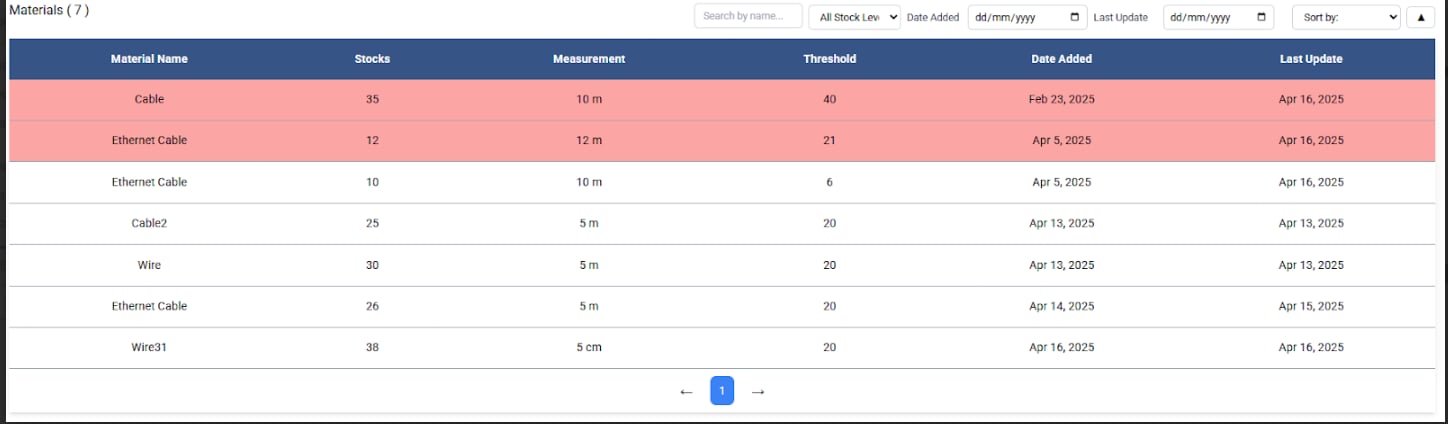 Materials ( 7 )
Search by name... All Stock Lev Date Added dd/mm/yyyy Last Update dd/mm/yyyy Sort by: ▲
Material Name Stocks Measurement Threshold Date Added Last Update
Cable 35 10 m 40 Feb 23, 2025 Apr 16, 2025
Ethernet Cable 12 12 m 21 Apr 5, 2025 Apr 16, 2025
Ethernet Cable 10 10 m 6 Apr 5, 2025 Apr 16, 2025
Cable2 25 5 m 20 Apr 13, 2025 Apr 13, 2025
Wire 30 5 m 20 Apr 13, 2025 Apr 13, 2025
Ethernet Cable 26 5 m 20 Apr 14, 2025 Apr 15, 2025
Wire31 38 5 cm 20 Apr 16, 2025 Apr 16, 2025
← 1 →